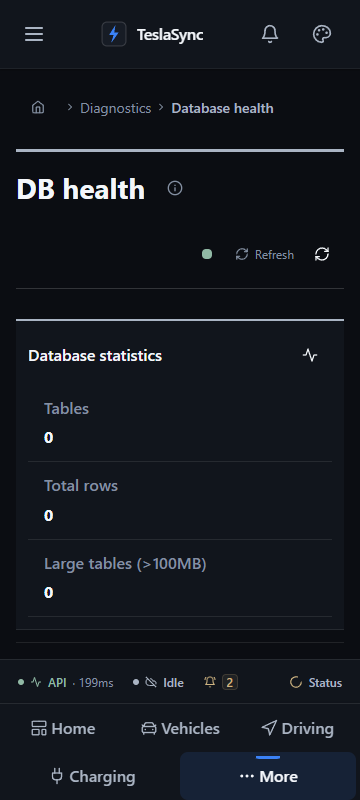 TeslaSync
Diagnostics Database health
DB health
Refresh
Database statistics
Tables
0
Total rows
0
Large tables (>100MB)
0
API · 199ms Idle 2 Status
Home Vehicles Driving
Charging More